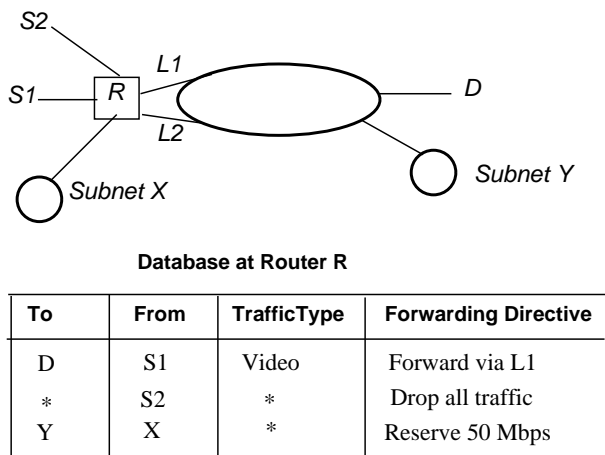 S2
L1
S1 R D
L2
Subnet X Subnet Y
Database at Router R
To From TrafficType Forwarding Directive
D S1 Video Forward via L1
* S2 * Drop all traffic
Y X * Reserve 50 Mbps